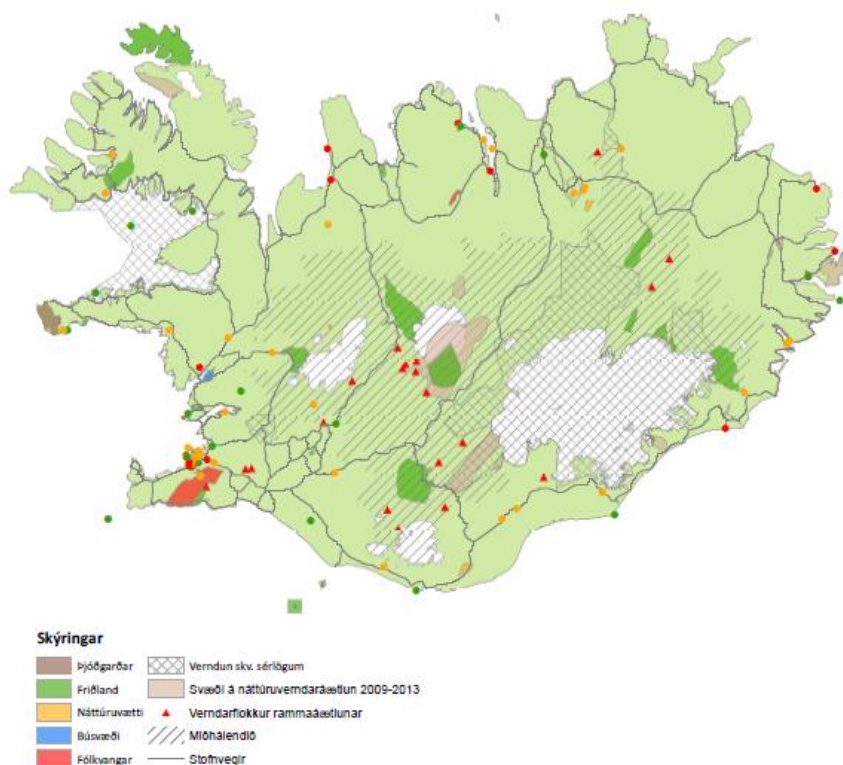 Skýringar
Þjóðgarðar
Friðland
Náttúruvætti
Búsvæði
Fólkvangar
Verndun skv. sérlögum
Svæði á náttúruverndaráætlun 2009-2013
Verndarflokkur rammaáætlunar
Miðhálendið
Stofnvegir